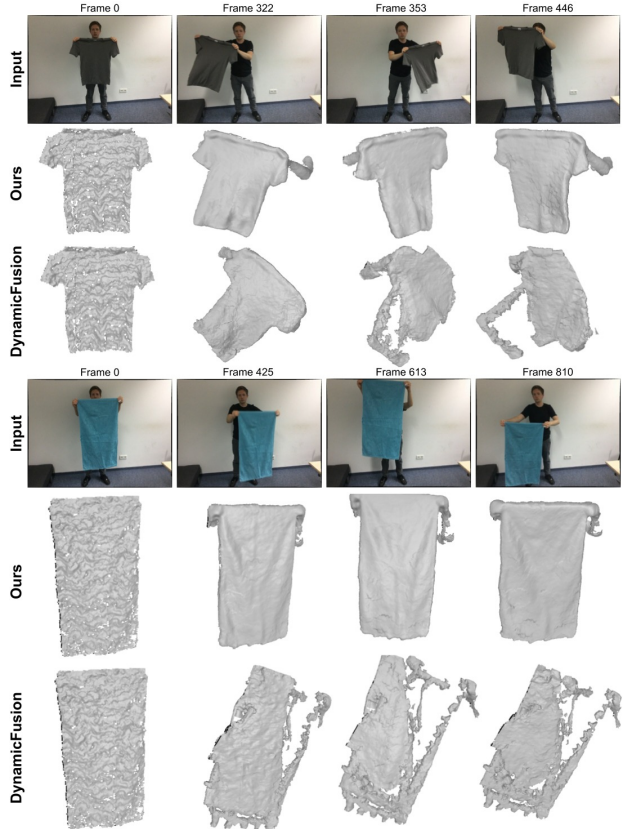 Frame 0 Frame 322 Frame 353 Frame 446
Input
Ours
DynamicFusion
Frame 0 Frame 425 Frame 613 Frame 810
Input
Ours
DynamicFusion